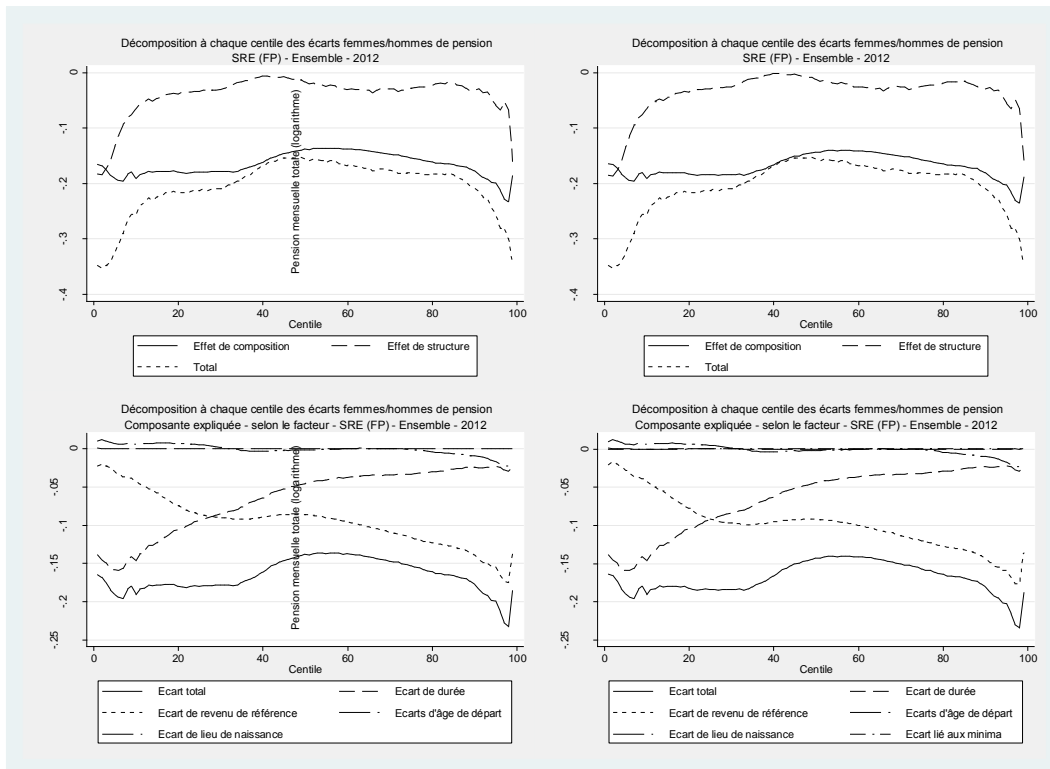 Décomposition à chaque centile des écarts femmes/hommes de pension
SRE (FP) - Ensemble - 2012
0
-.1
-.2
-.3
-.4
Pension mensuelle totale (logarithme)
0 20 40 60 80 100
Centile
Effet de composition Effet de structure
Total
Décomposition à chaque centile des écarts femmes/hommes de pension
SRE (FP) - Ensemble - 2012
0
-.1
-.2
-.3
-.4
0 20 40 60 80 100
Centile
Effet de composition Effet de structure
Total
Décomposition à chaque centile des écarts femmes/hommes de pension
Composante expliquée - selon le facteur - SRE (FP) - Ensemble - 2012
0
-.05
-.1
-.15
-.2
-.25
Pension mensuelle totale (logarithme)
0 20 40 60 80 100
Centile
Ecart total Ecart de durée
Ecart de revenu de référence Ecarts d'âge de départ
Ecart de lieu de naissance
Décomposition à chaque centile des écarts femmes/hommes de pension
Composante expliquée - selon le facteur - SRE (FP) - Ensemble - 2012
0
-.05
-.1
-.15
-.2
-.25
0 20 40 60 80 100
Centile
Ecart total Ecart de durée
Ecart de revenu de référence Ecarts d'âge de départ
Ecart de lieu de naissance Ecart lié aux minima